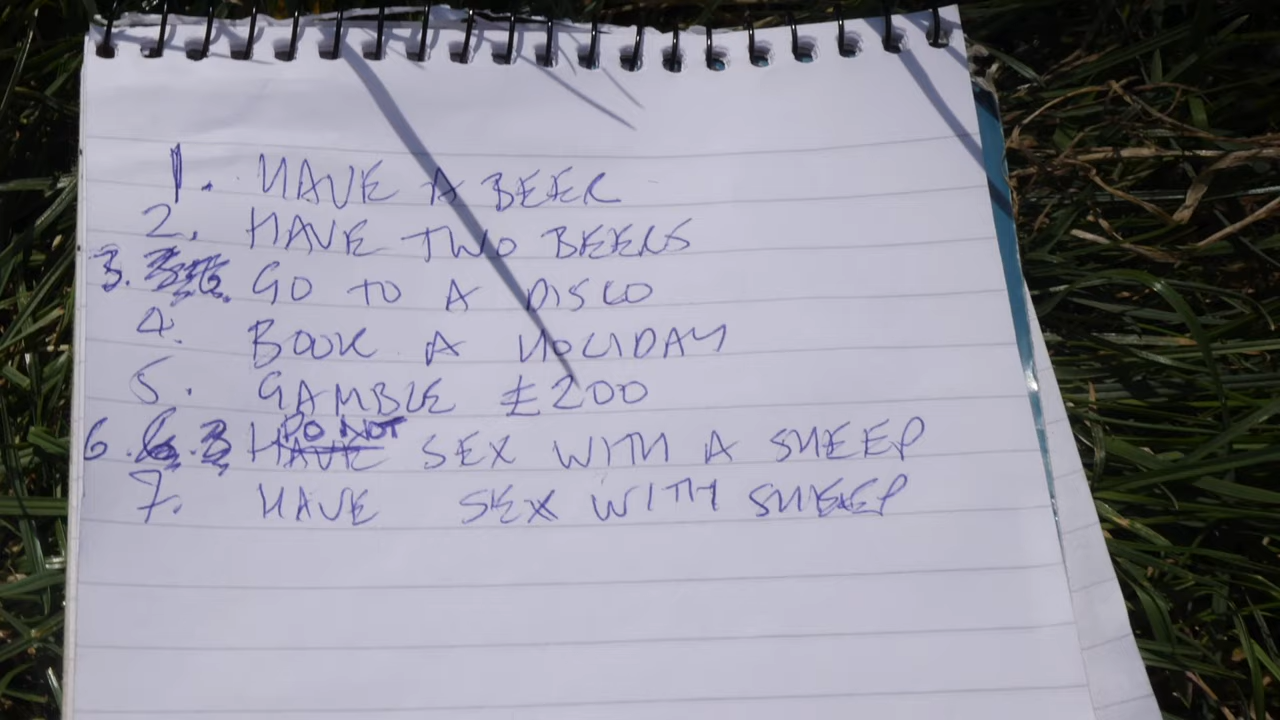 1. HAVE A BEER
2. HAVE TWO BEERS
3. GO TO A DISCO
4. BOOK A HOLIDAY
5. GAMBLE £200
DO NOT
6. HAVE SEX WITH A SHEEP
7. HAVE SEX WITH SHEEP